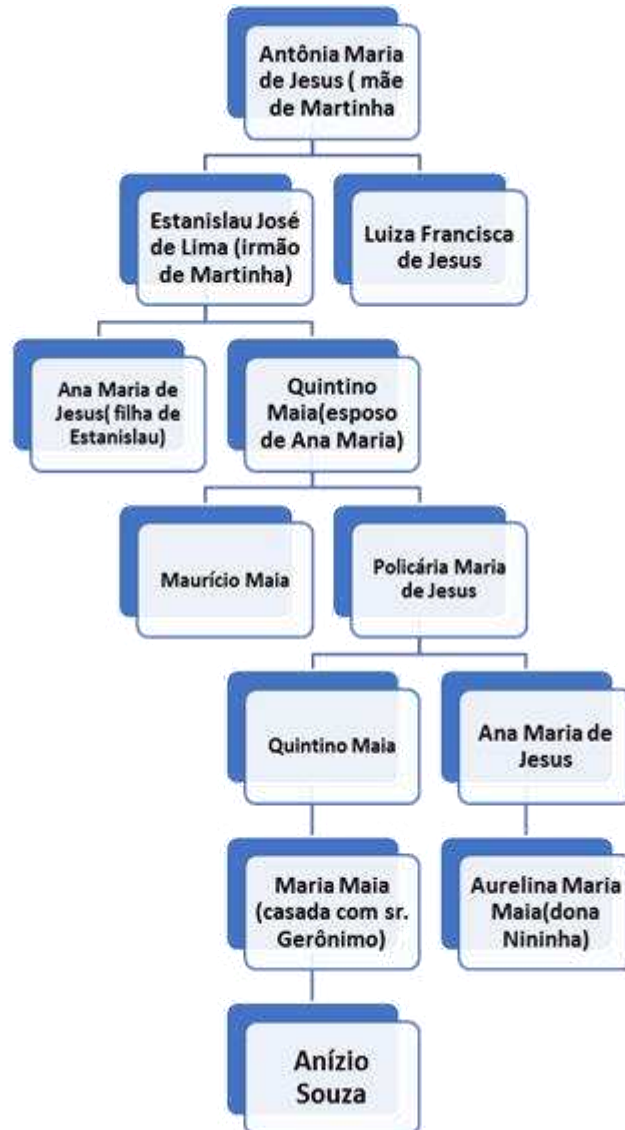 Antônia Maria
de Jesus ( mãe
de Martinha
Estanislau José
de Lima (irmão
de Martinha)
Luiza Francisca
de Jesus
Ana Maria de
Jesus( filha de
Estanislau)
Quintino
Maia(esposo
de Ana Maria)
Maurício Maia
Policária Maria
de Jesus
Quintino Maia
Ana Maria de
Jesus
Maria Maia
(casada com sr.
Gerônimo)
Aurelina Maria
Maia(dona
Nininha)
Anízio
Souza